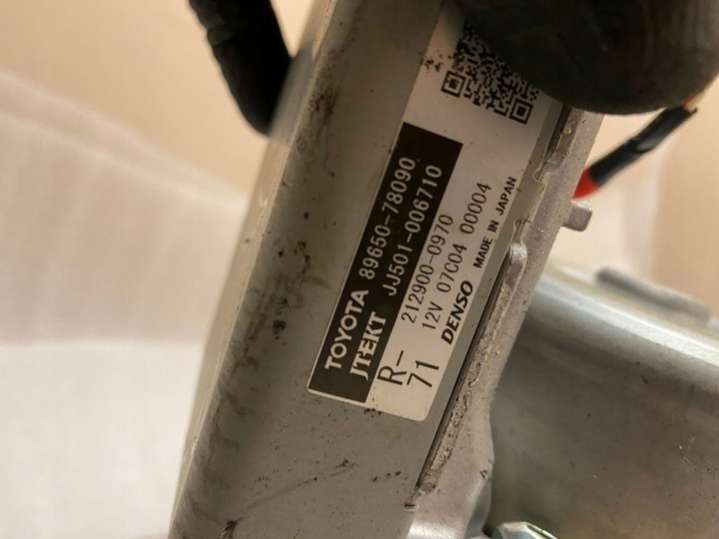 TOYOTA 89650-78090
JTEKT JJ501-006710
R- 212900-0970
71 12V 07C04 00004
DENSO MADE IN JAPAN